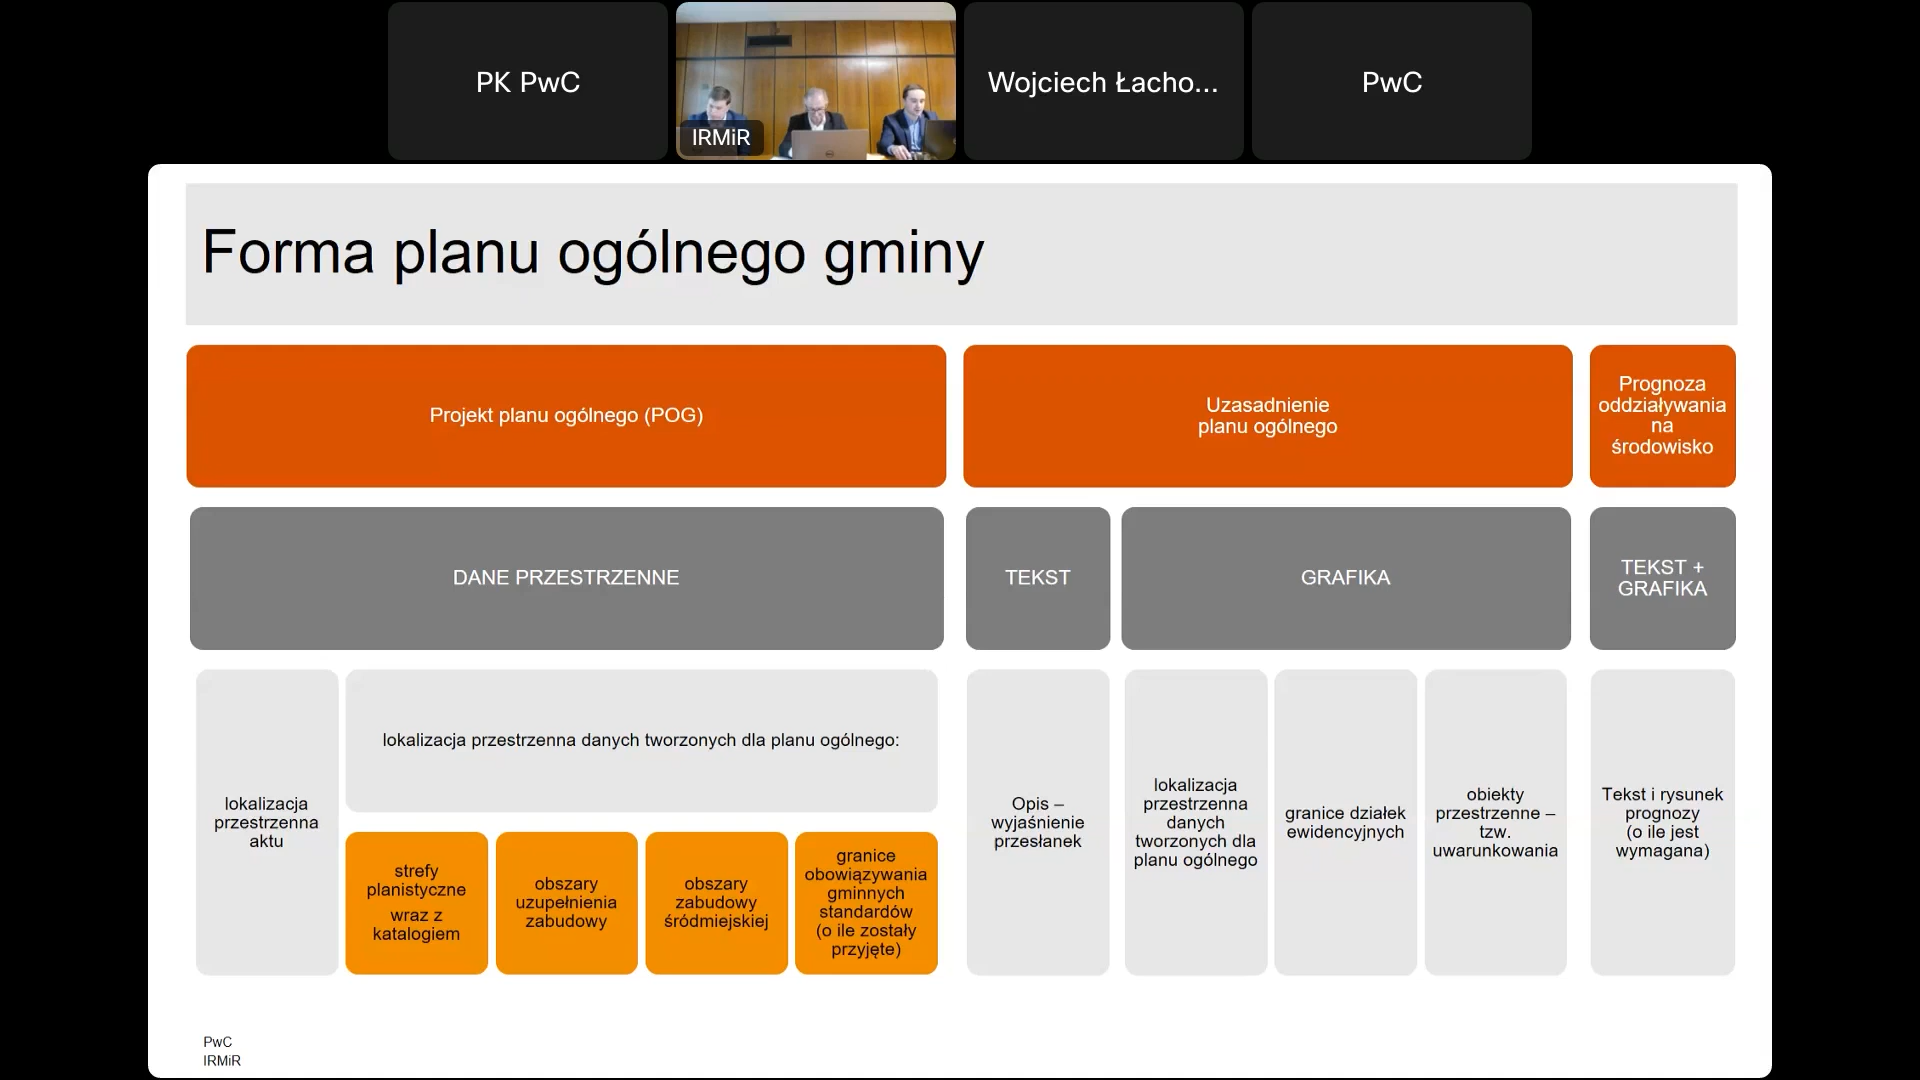 PK PwC
IRMiR
Wojciech Łacho...
PwC
Forma planu ogólnego gminy
Projekt planu ogólnego (POG)
Uzasadnienie
planu ogólnego
Prognoza
oddziaływania
na
środowisko
DANE PRZESTRZENNE
TEKST
GRAFIKA
TEKST +
GRAFIKA
lokalizacja
przestrzenna
aktu
lokalizacja przestrzenna danych tworzonych dla planu ogólnego:
strefy
planistyczne
wraz z
katalogiem
obszary
uzupełnienia
zabudowy
obszary
zabudowy
śródmiejskiej
granice
obowiązywania
gminnych
standardów
(o ile zostały
przyjęte)
Opis –
wyjaśnienie
przesłanek
lokalizacja
przestrzenna
danych
tworzonych dla
planu ogólnego
granice działek
ewidencyjnych
obiekty
przestrzenne –
tzw.
uwarunkowania
Tekst i rysunek
prognozy
(o ile jest
wymagana)
PwC
IRMiR